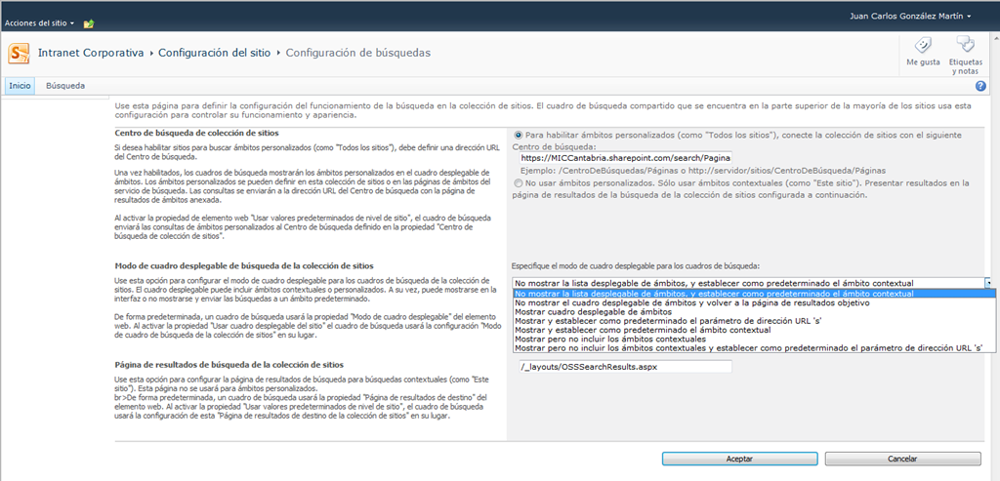 Juan Carlos González Martín
Acciones del sitio
Intranet Corporativa › Configuración del sitio › Configuración de búsquedas
Me gusta
Etiquetas
y notas
Inicio
Búsqueda
Use esta página para definir la configuración del funcionamiento de la búsqueda en la colección de sitios. El cuadro de búsqueda compartido que se encuentra en la parte superior de la mayoría de los sitios usa esta
configuración para controlar su funcionamiento y apariencia.
Centro de búsqueda de colección de sitios
Si desea habilitar sitios para buscar ámbitos personalizados (como "Todos los sitios"), debe definir una dirección URL
del Centro de búsqueda.
Una vez habilitados, los cuadros de búsqueda mostrarán los ámbitos personalizados en el cuadro desplegable de
ámbitos. Los ámbitos personalizados se pueden definir en esta colección de sitios o en las páginas de ámbitos del
servicio de búsqueda. Las consultas se enviarán a la dirección URL del Centro de búsqueda con la página de
resultados de ámbitos anexada.
Al activar la propiedad de elemento web "Usar valores predeterminados de nivel de sitio", el cuadro de búsqueda
enviará las consultas de ámbitos personalizados al Centro de búsqueda definido en la propiedad "Centro de
búsqueda de colección de sitios".
Para habilitar ámbitos personalizados (como "Todos los sitios"), conecte la colección de sitios con el siguiente
Centro de búsqueda:
https://MICCantabria.sharepoint.com/search/Pagina
Ejemplo: /CentroDeBúsquedas/Páginas o http://servidor/sitios/CentroDeBúsqueda/Páginas
No usar ámbitos personalizados. Sólo usar ámbitos contextuales (como "Este sitio"). Presentar resultados en la
página de resultados de la búsqueda de la colección de sitios configurada a continuación.
Modo de cuadro desplegable de búsqueda de la colección de sitios
Use esta opción para configurar el modo de cuadro desplegable para los cuadros de búsqueda de la colección de
sitios. El cuadro desplegable puede incluir ámbitos contextuales o personalizados. A su vez, puede mostrarse en la
interfaz o no mostrarse y enviar las búsquedas a un ámbito predeterminado.
De forma predeterminada, un cuadro de búsqueda usará la propiedad "Modo de cuadro desplegable" del elemento
web. Al activar la propiedad "Usar cuadro desplegable del sitio" el cuadro de búsqueda usará la configuración "Modo
de cuadro de búsqueda de la colección de sitios" en su lugar.
Especifique el modo de cuadro desplegable para los cuadros de búsqueda:
No mostrar la lista desplegable de ámbitos, y establecer como predeterminado el ámbito contextual
No mostrar la lista desplegable de ámbitos, y establecer como predeterminado el ámbito contextual
No mostrar el cuadro desplegable de ámbitos y volver a la página de resultados objetivo
Mostrar cuadro desplegable de ámbitos
Mostrar y establecer como predeterminado el parámetro de dirección URL 's'
Mostrar y establecer como predeterminado el ámbito contextual
Mostrar pero no incluir los ámbitos contextuales
Mostrar pero no incluir los ámbitos contextuales y establecer como predeterminado el parámetro de dirección URL 's'
Página de resultados de búsqueda de la colección de sitios
Use esta opción para configurar la página de resultados de búsqueda para búsquedas contextuales (como "Este
sitio"). Esta página no se usará para ámbitos personalizados.
br>De forma predeterminada, un cuadro de búsqueda usará la propiedad "Página de resultados de destino" del
elemento web. Al activar la propiedad "Usar valores predeterminados de nivel de sitio", el cuadro de búsqueda
usará la configuración de esta "Página de resultados de destino de la colección de sitios" en su lugar.
/_layouts/OSSSearchResults.aspx
Aceptar
Cancelar